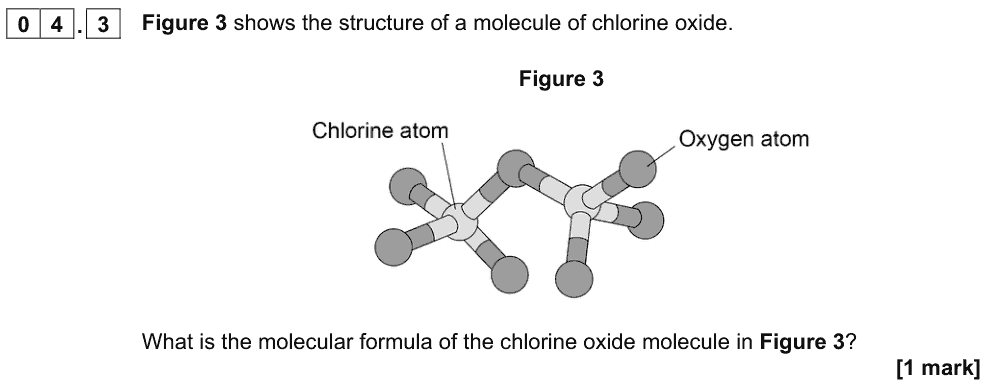 0 4 . 3 Figure 3 shows the structure of a molecule of chlorine oxide.
Figure 3
Chlorine atom
Oxygen atom
What is the molecular formula of the chlorine oxide molecule in Figure 3?
[1 mark]